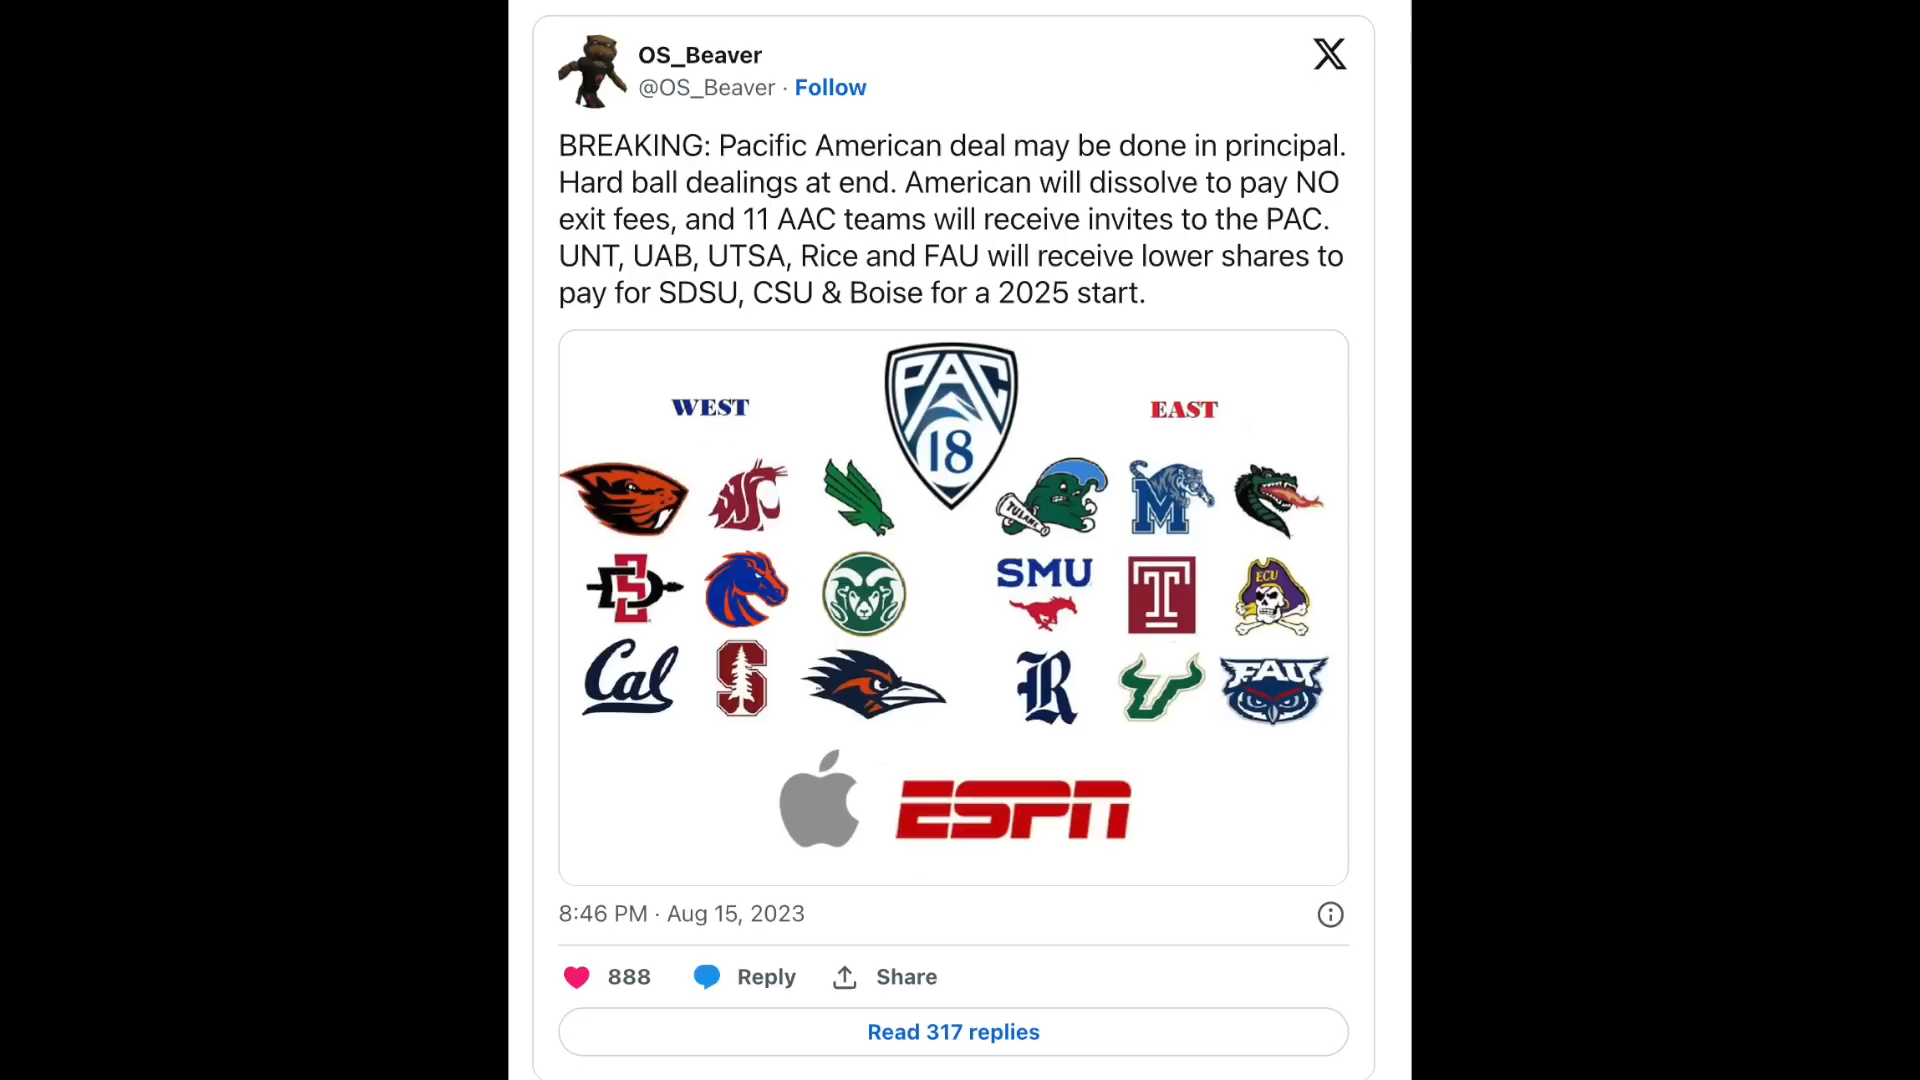 OS_Beaver
@OS_Beaver · Follow
BREAKING: Pacific American deal may be done in principal.
Hard ball dealings at end. American will dissolve to pay NO
exit fees, and 11 AAC teams will receive invites to the PAC.
UNT, UAB, UTSA, Rice and FAU will receive lower shares to
pay for SDSU, CSU & Boise for a 2025 start.
PAC
18
WEST
EAST
WSC
TULANE
M
SD
SMU
T
ECU
Cal
S
R
U
FAU
ESPN
8:46 PM · Aug 15, 2023
888 Reply Share
Read 317 replies